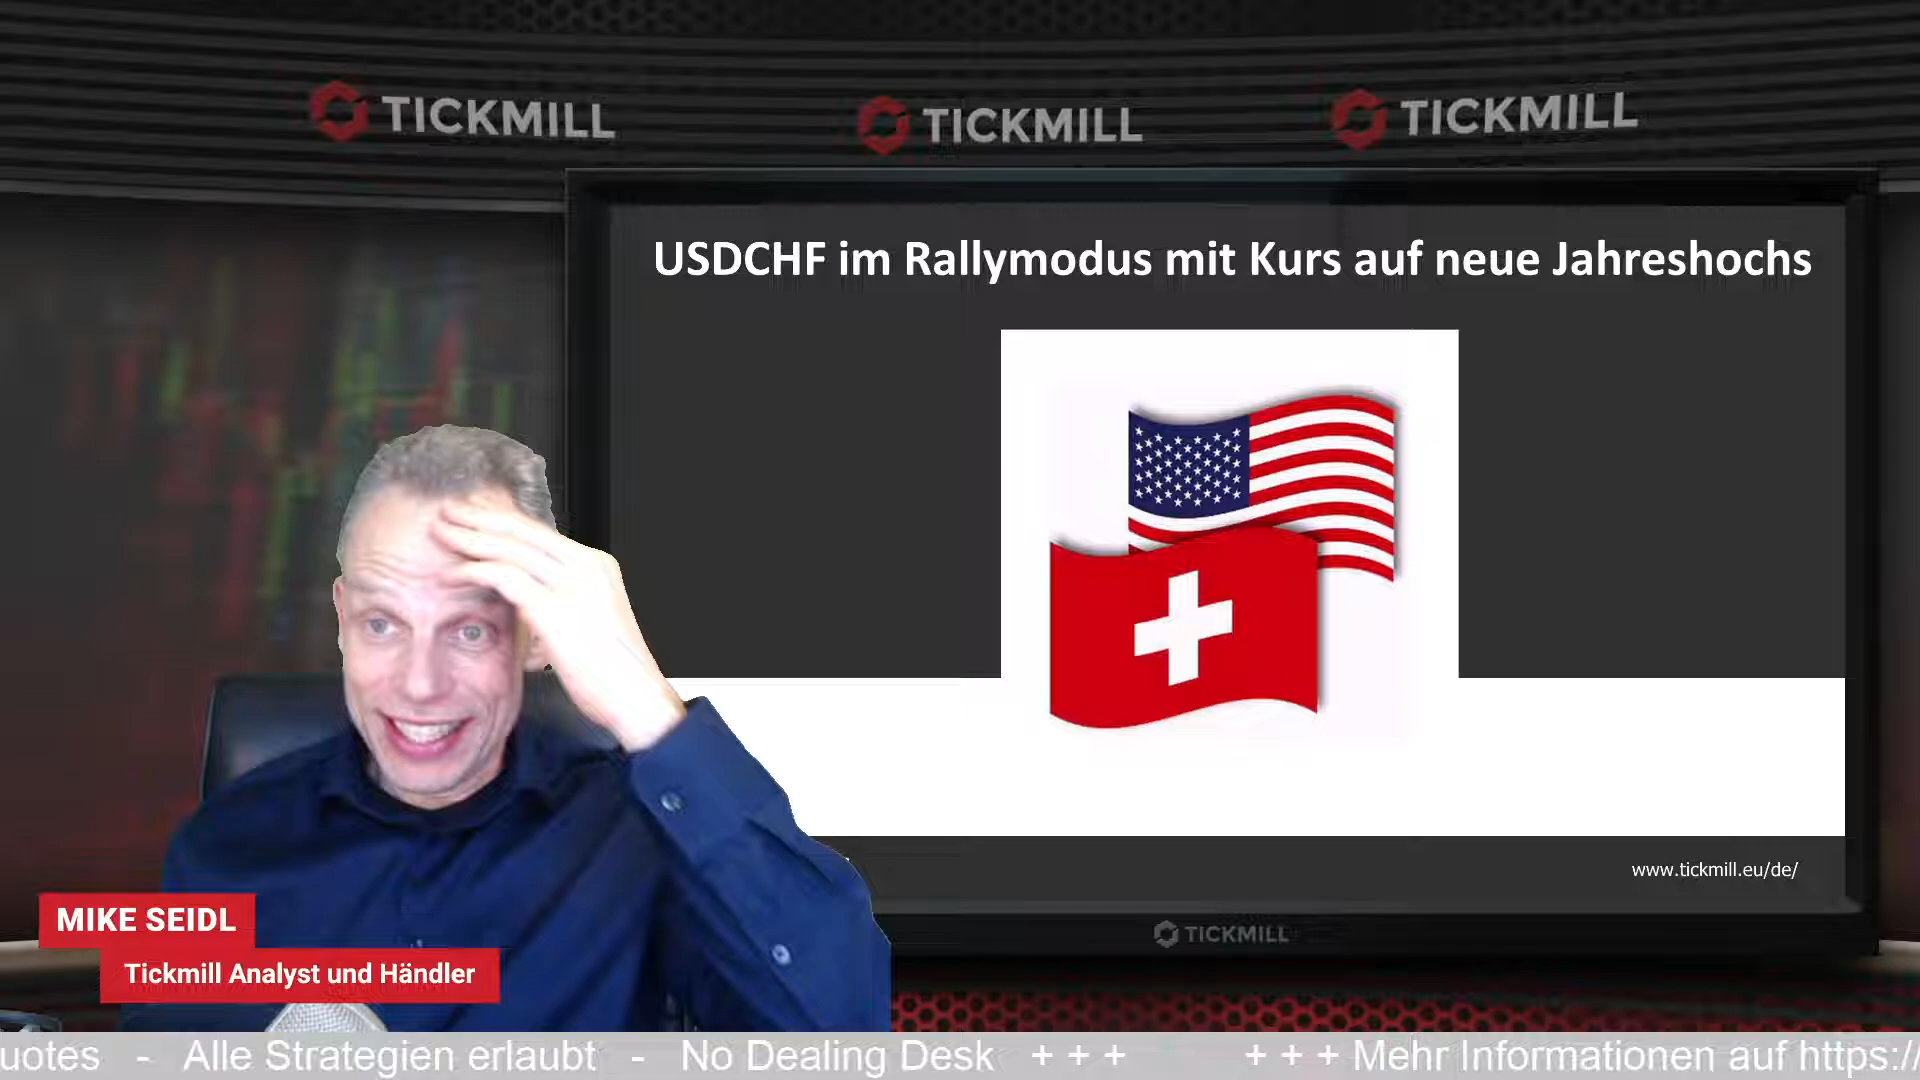 TICKMILL TICKMILL TICKMILL
USDCHF im Rallymodus mit Kurs auf neue Jahreshochs
www.tickmill.eu/de/
TICKMILL
MIKE SEIDL
Tickmill Analyst und Händler
uotes - Alle Strategien erlaubt - No Dealing Desk + + + + + + Mehr Informationen auf https:/